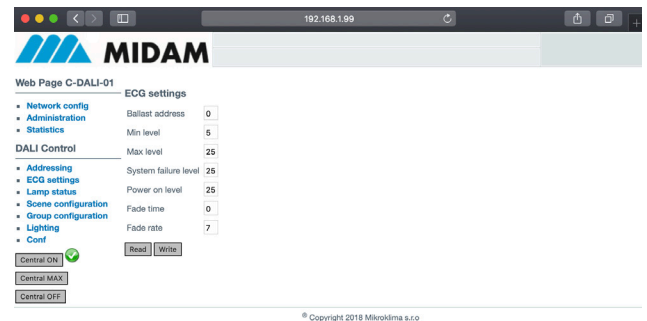 192.168.1.99
MIDAM
Web Page C-DALI-01
Network config
Administration
Statistics
DALI Control
Addressing
ECG settings
Lamp status
Scene configuration
Group configuration
Lighting
Conf
Central ON
Central MAX
Central OFF
ECG settings
Ballast address 0
Min level 5
Max level 25
System failure level 25
Power on level 25
Fade time 0
Fade rate 7
Read Write
® Copyright 2018 Mikroklima s.r.o